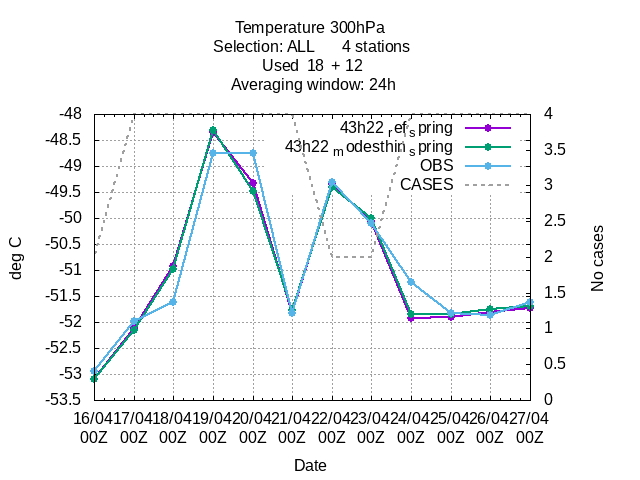 Temperature 300hPa
Selection: ALL 4 stations
Used 18 + 12
Averaging window: 24h
43h22 refspring
43h22 modesthinspring
OBS
CASES
-48
-48.5
-49
-49.5
-50
-50.5
-51
-51.5
-52
-52.5
-53
-53.5
deg C
4
3.5
3
2.5
2
1.5
1
0.5
0
No cases
16/04 17/04 18/04 19/04 20/04 21/04 22/04 23/04 24/04 25/04 26/04 27/04
00Z 00Z 00Z 00Z 00Z 00Z 00Z 00Z 00Z 00Z 00Z 00Z
Date